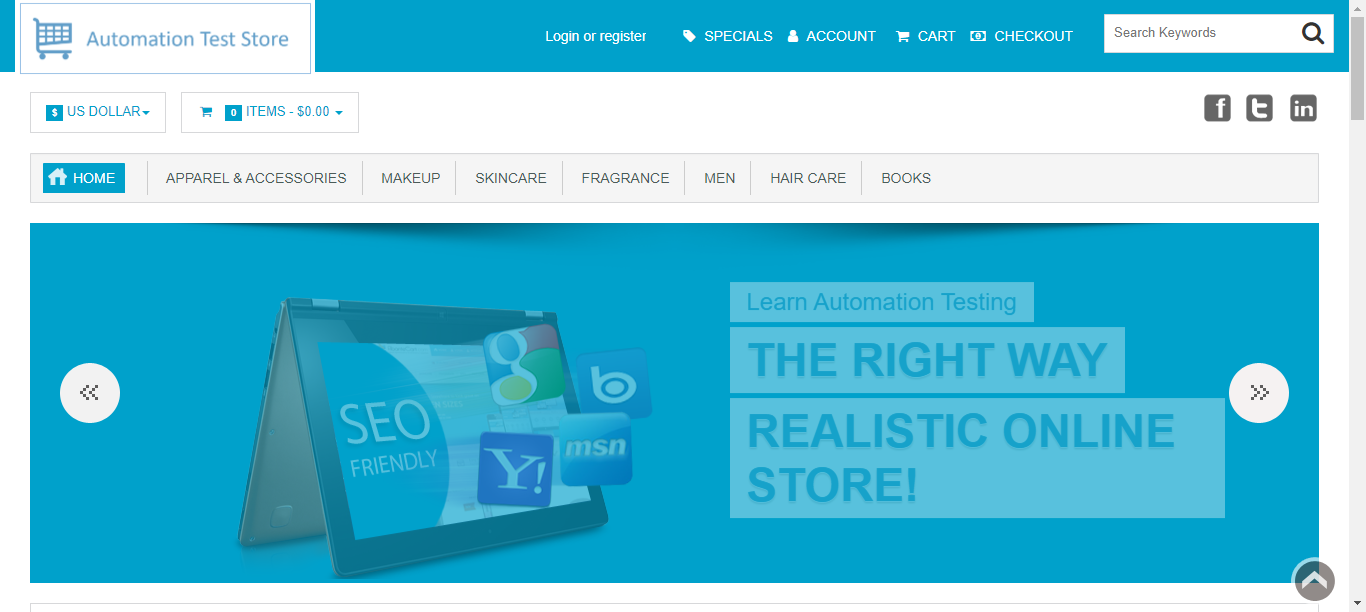 Automation Test Store
Login or register
SPECIALS
ACCOUNT
CART
CHECKOUT
Search Keywords
$ US DOLLAR
0 ITEMS - $0.00
f t in
HOME
APPAREL & ACCESSORIES
MAKEUP
SKINCARE
FRAGRANCE
MEN
HAIR CARE
BOOKS
Learn Automation Testing
THE RIGHT WAY
REALISTIC ONLINE
STORE!
SEO
FRIENDLY
g
b
msn
Y!